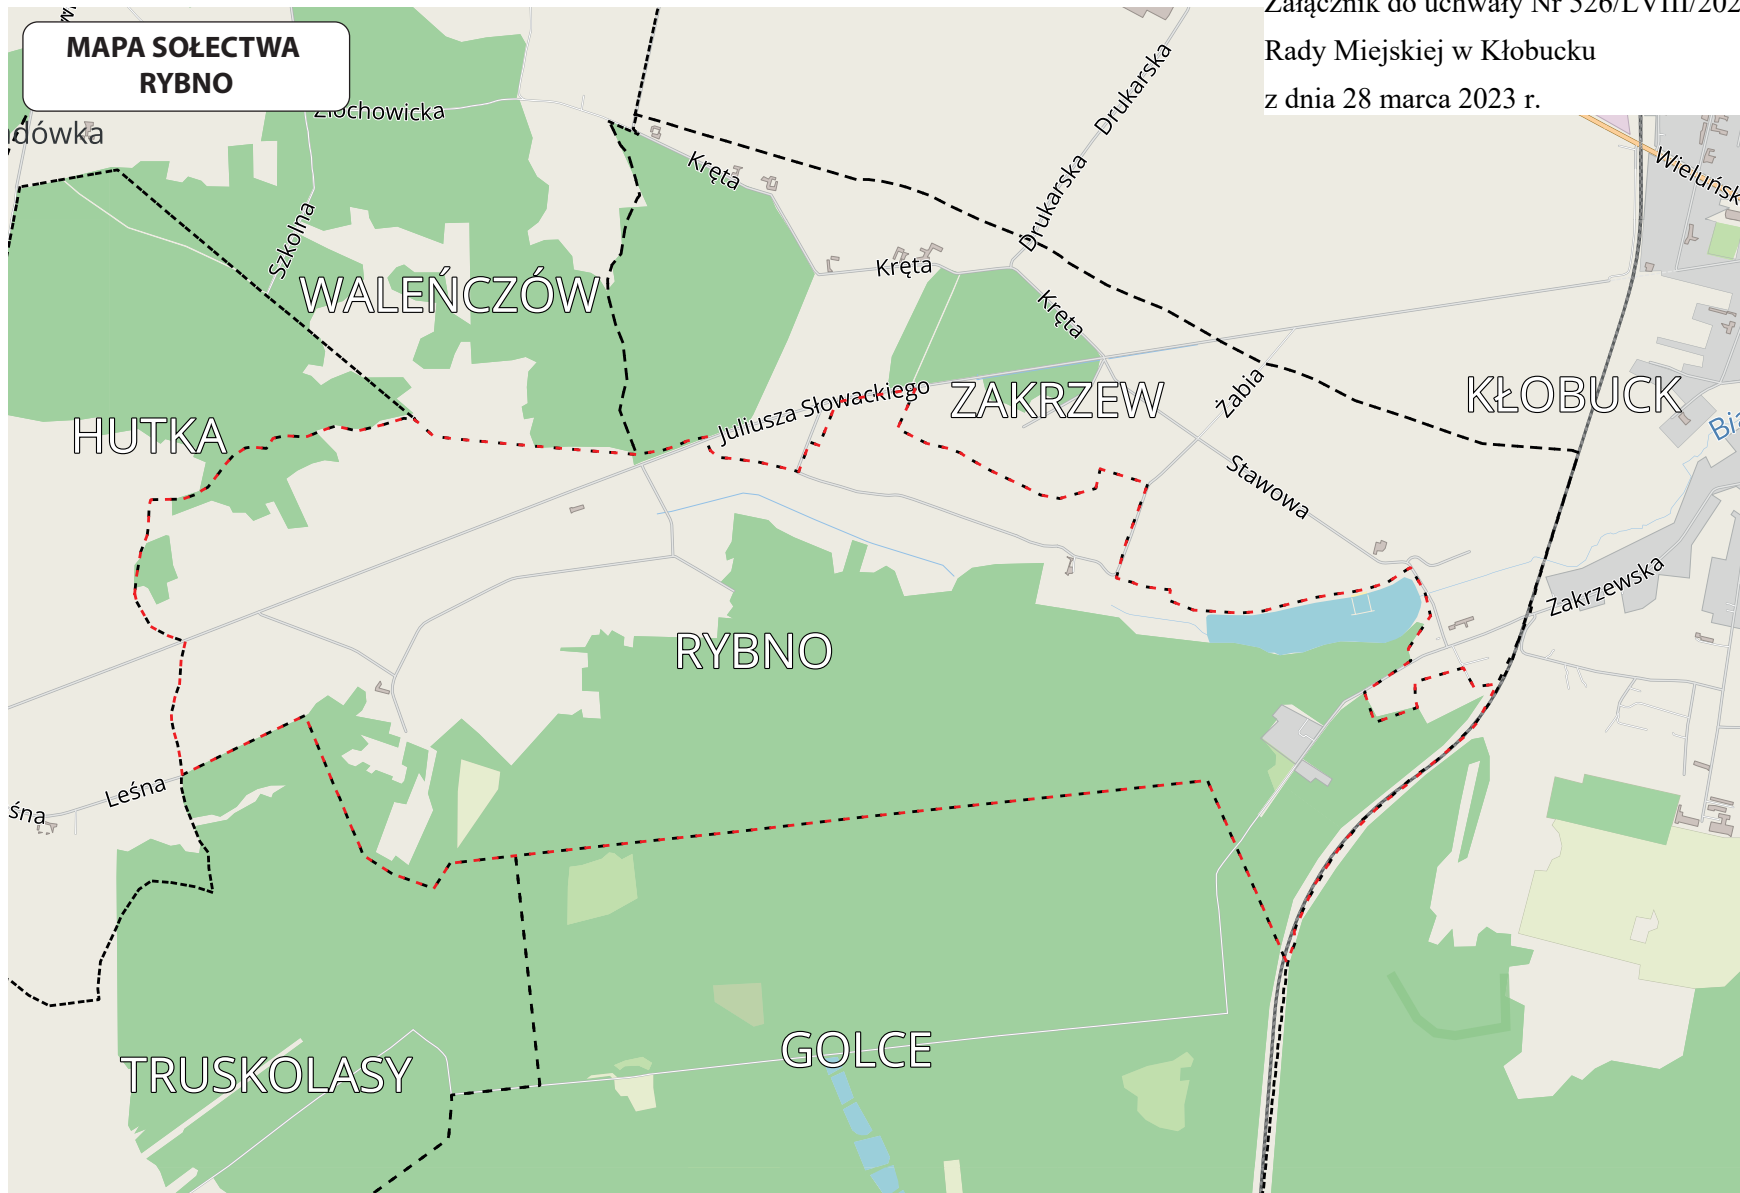 Załącznik do uchwały Nr 526/LVIII/202
Rady Miejskiej w Kłobucku
z dnia 28 marca 2023 r.
MAPA SOŁECTWA
RYBNO
Złochowicka
dówka
Szkolna
WALEŃCZÓW
Kręta
Drukarska
Drukarska
Kręta
Kręta
Wieluńsk
HUTKA
Juliusza Słowackiego
ZAKRZEW
Żabia
KŁOBUCK
Bia
Stawowa
Zakrzewska
RYBNO
Leśna
śna
GOLCE
TRUSKOLASY